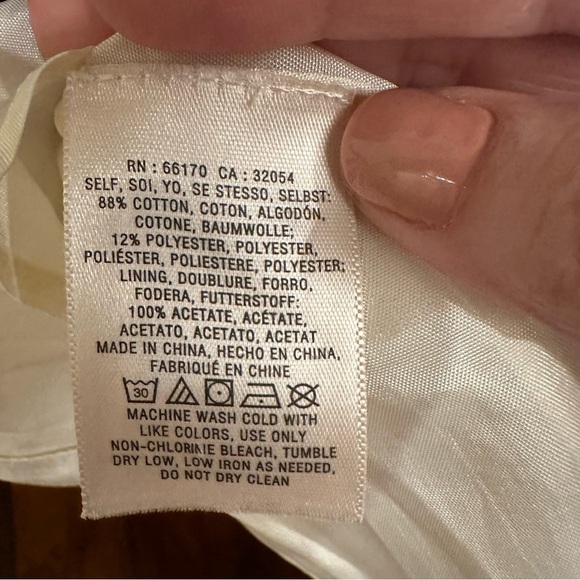 RN : 66170 CA : 32054
SELF, SOI, YO, SE STESSO, SELBST:
88% COTTON, COTON, ALGODÓN,
COTONE, BAUMWOLLE;
12% POLYESTER, POLYESTER,
POLIÉSTER, POLIESTERE, POLYESTER;
LINING, DOUBLURE, FORRO,
FODERA, FUTTERSTOFF:
100% ACETATE, ACÉTATE,
ACETATO, ACETATO, ACETAT
MADE IN CHINA, HECHO EN CHINA,
FABRIQUÉ EN CHINE
30
MACHINE WASH COLD WITH
LIKE COLORS, USE ONLY
NON-CHLORINE BLEACH, TUMBLE
DRY LOW, LOW IRON AS NEEDED,
DO NOT DRY CLEAN